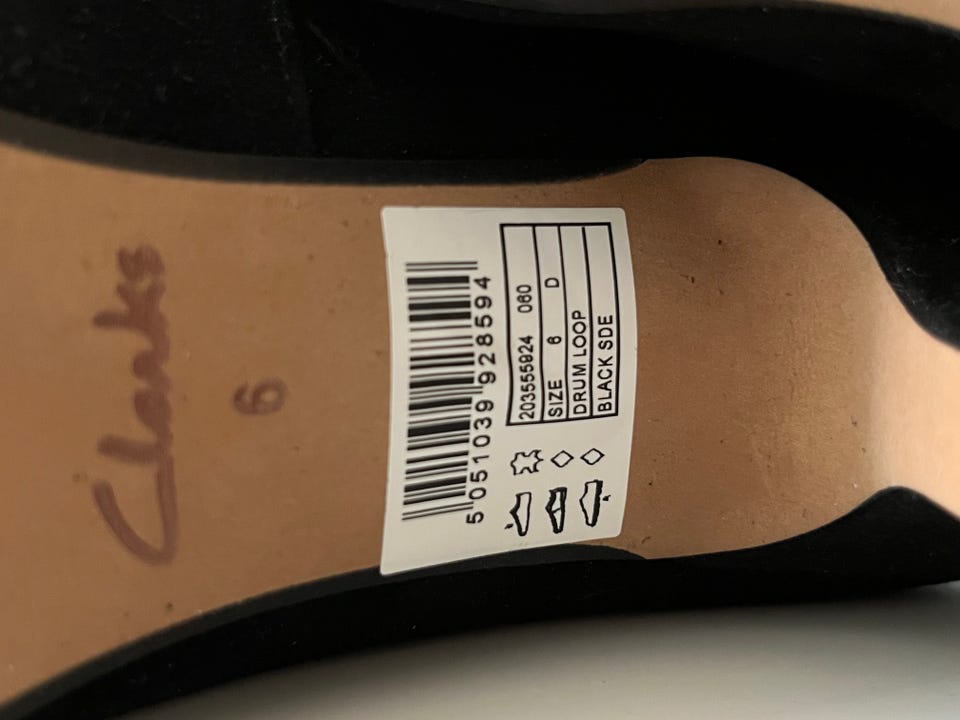 Clarks
6
5 051039 928594
203555924 060
SIZE 6 D
DRUM LOOP
BLACK SDE